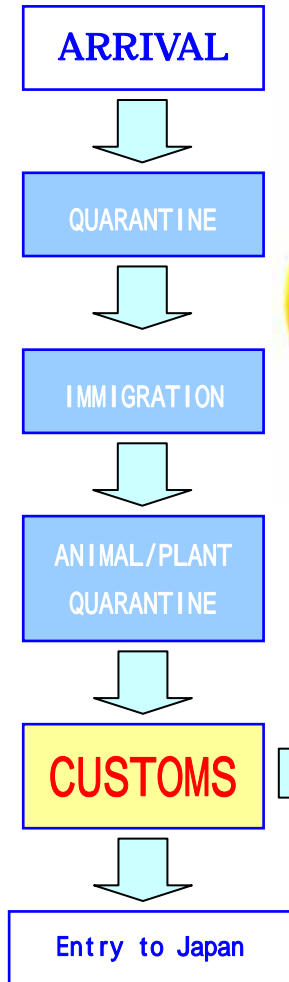 ARRIVAL
QUARANTINE
IMMIGRATION
ANIMAL/PLANT
QUARANTINE
CUSTOMS
Entry to Japan